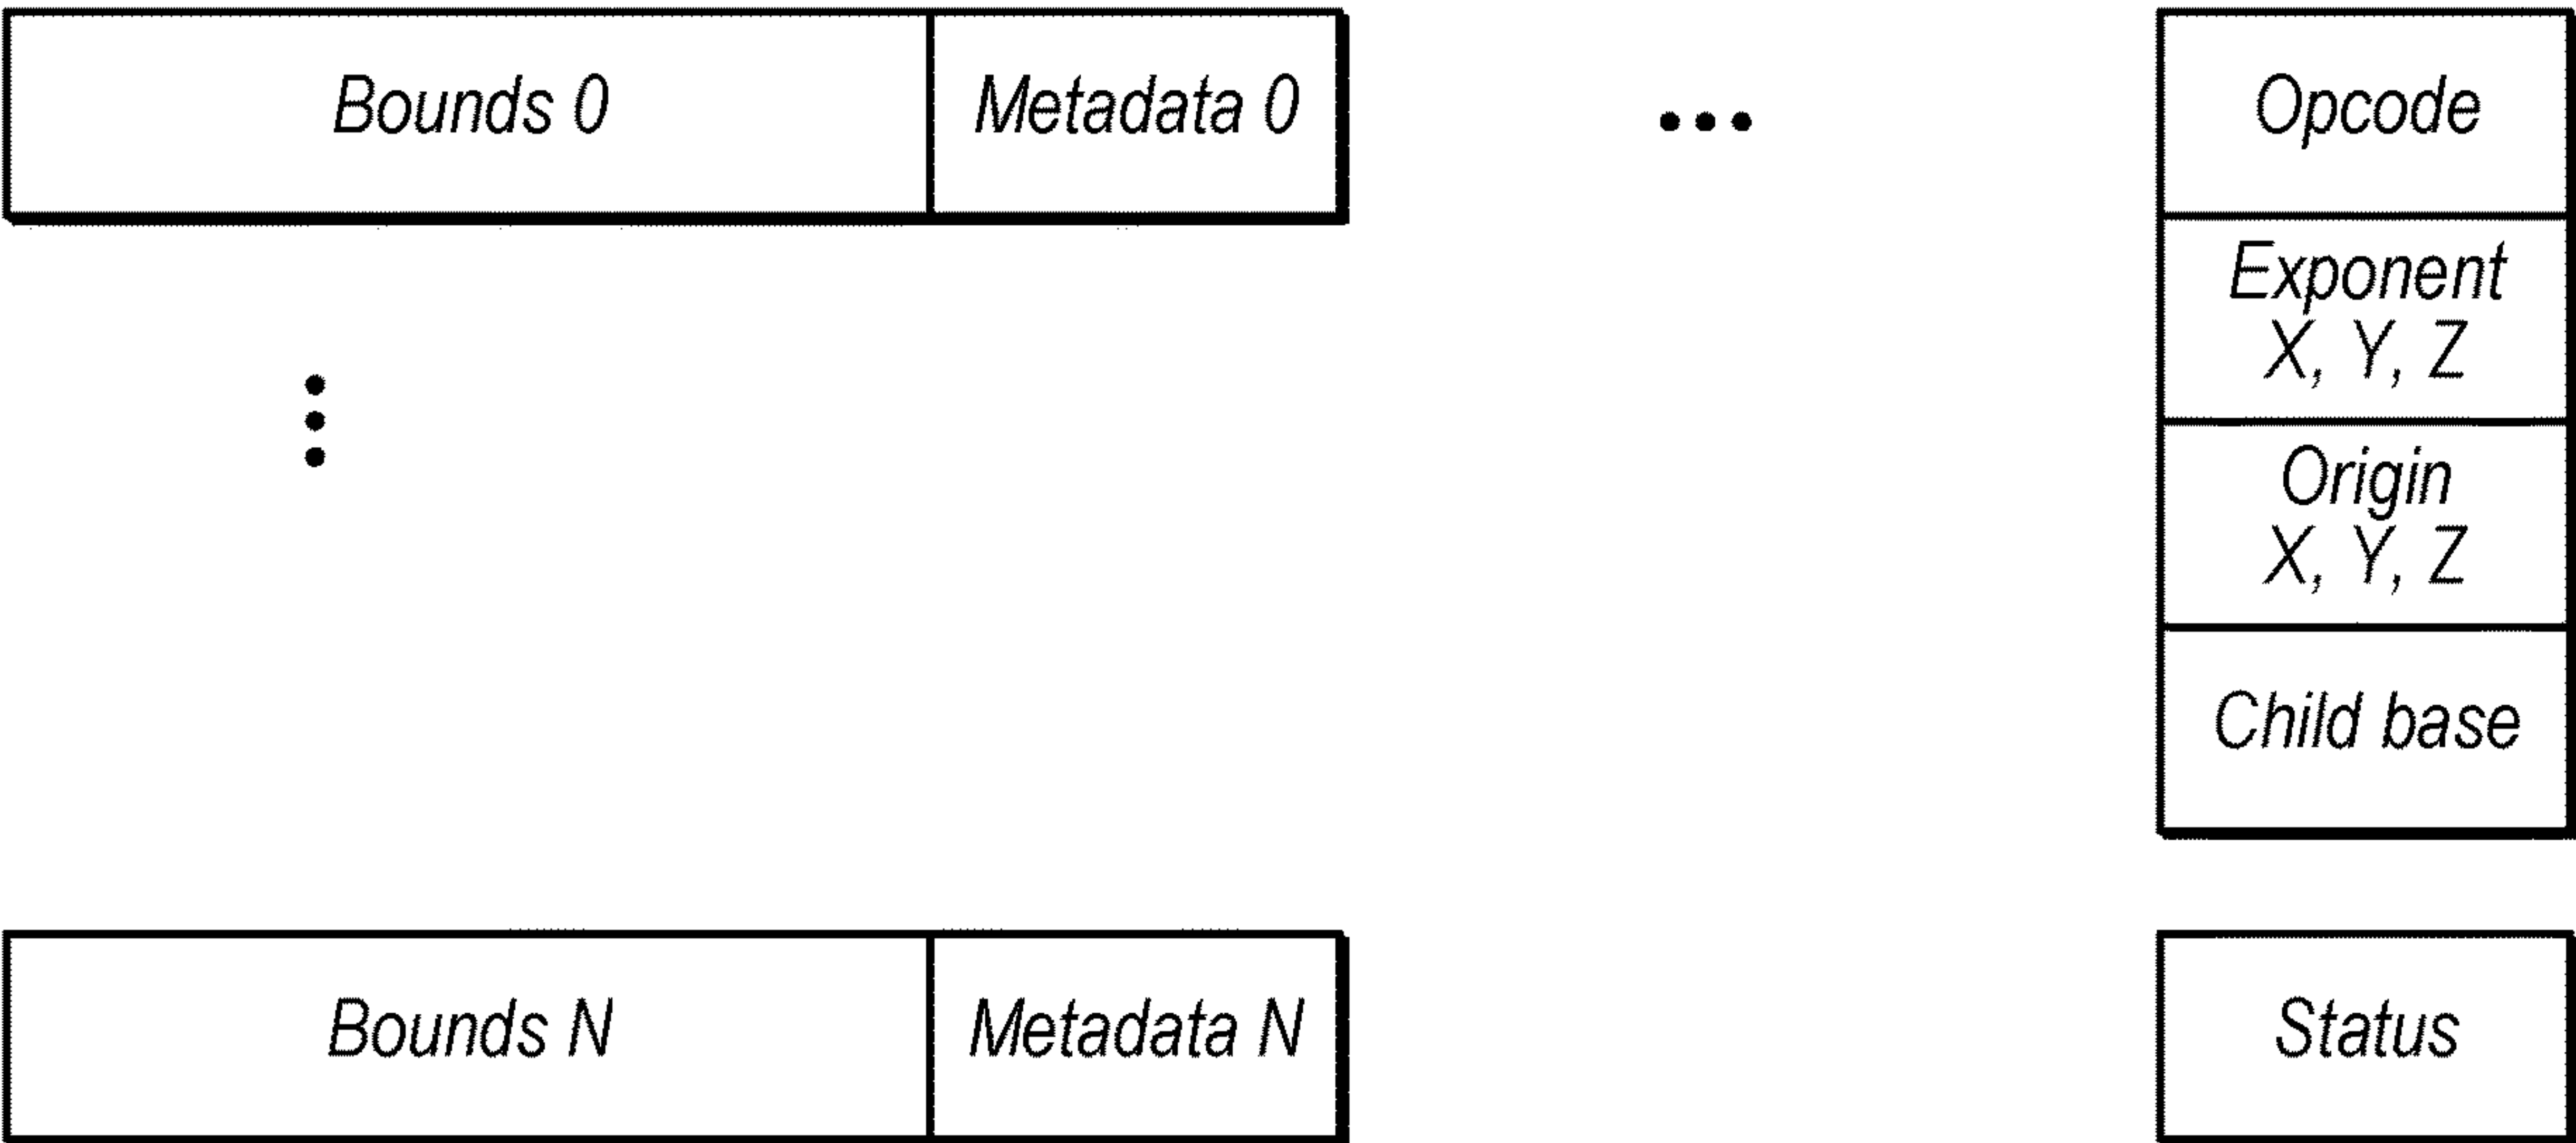 Bounds 0
Metadata 0
Opcode
Exponent
X, Y, Z
Origin
X, Y, Z
Child base
Bounds N
Metadata N
Status